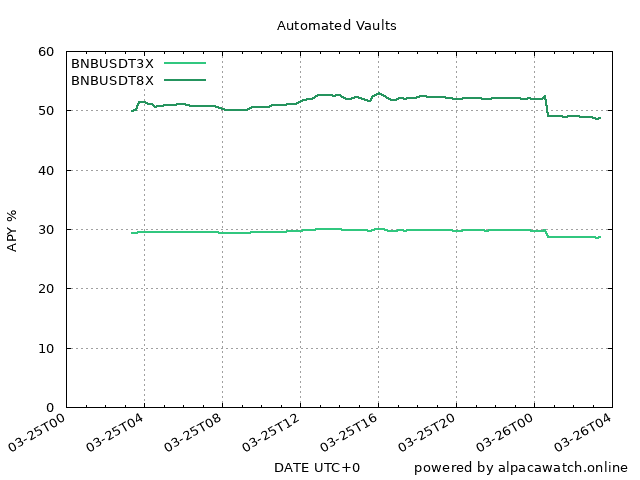 Automated Vaults
60
BNBUSDT3X
BNBUSDT8X
50
40
30
APY %
20
10
0
03-25T00
03-25T04
03-25T08
03-25T12
03-25T16
03-25T20
03-26T00
03-26T04
DATE UTC+0
powered by alpacawatch.online